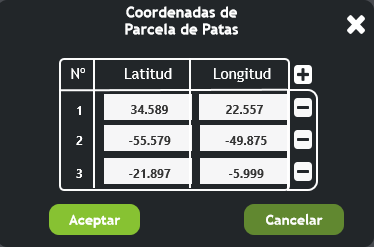 Coordenadas de
Parcela de Patas
Nº Latitud Longitud
1 34.589 22.557
2 -55.579 -49.875
3 -21.897 -5.999
Aceptar Cancelar